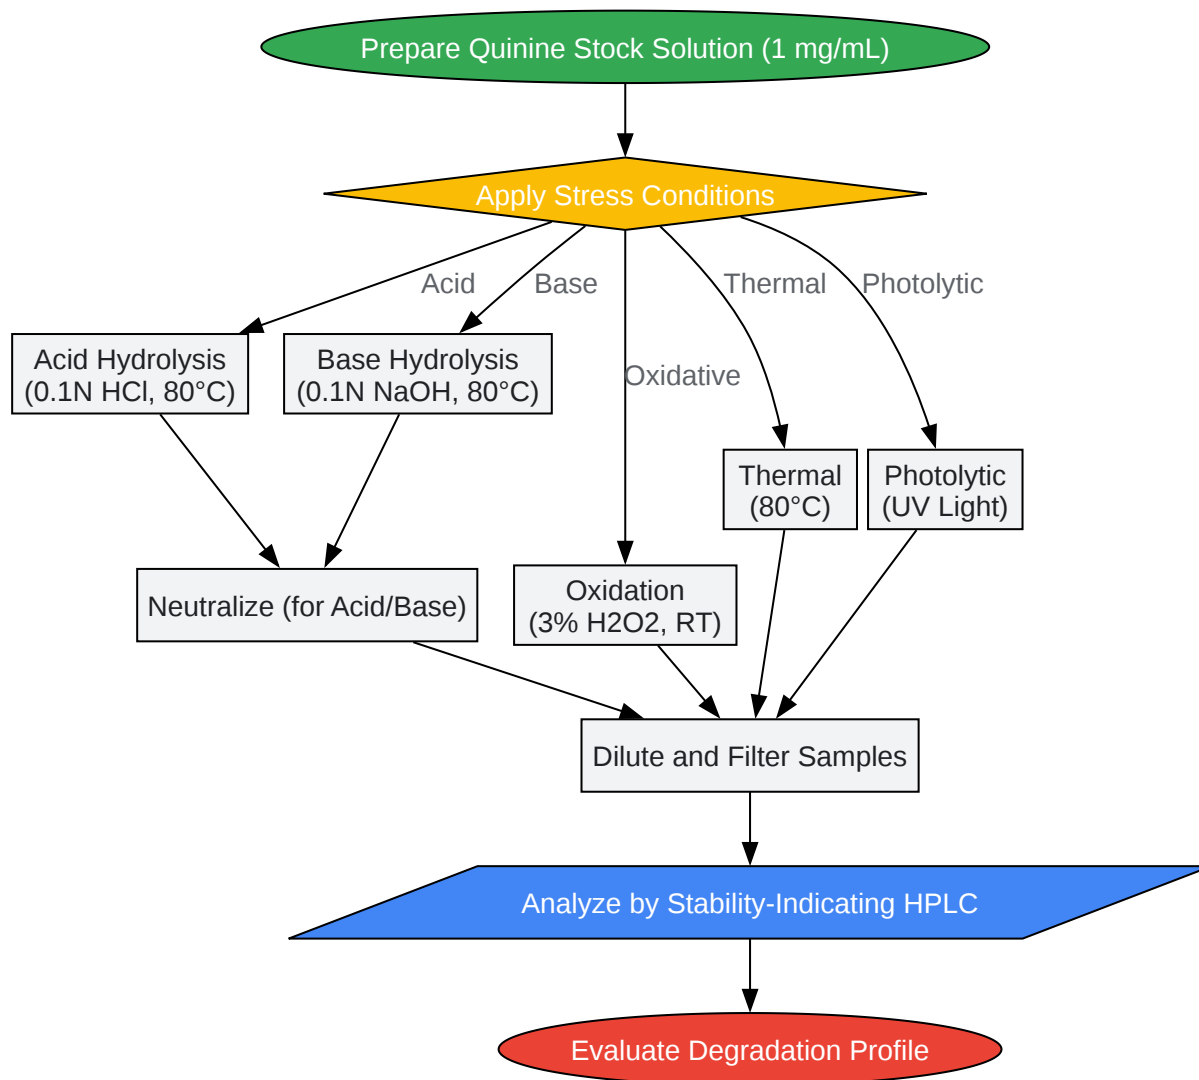 Prepare Quinine Stock Solution (1 mg/mL)
Apply Stress Conditions
Acid
Base
Thermal
Photolytic
Acid Hydrolysis
(0.1N HCl, 80°C)
Base Hydrolysis
(0.1N NaOH, 80°C)
Oxidative
Thermal
(80°C)
Photolytic
(UV Light)
Neutralize (for Acid/Base)
Oxidation
(3% H2O2, RT)
Dilute and Filter Samples
Analyze by Stability-Indicating HPLC
Evaluate Degradation Profile